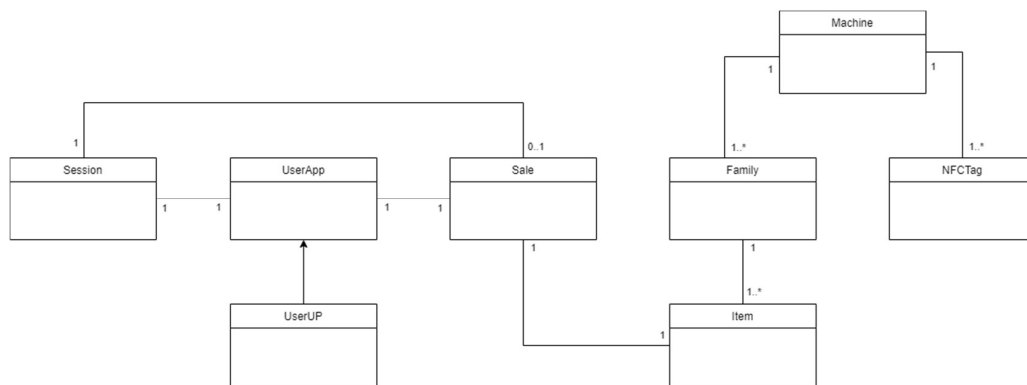 Machine
1
1
1
0..1
1..*
1..*
Session
UserApp
Sale
Family
NFCTag
1
1
1
1
1
1
1..*
UserUP
Item
1